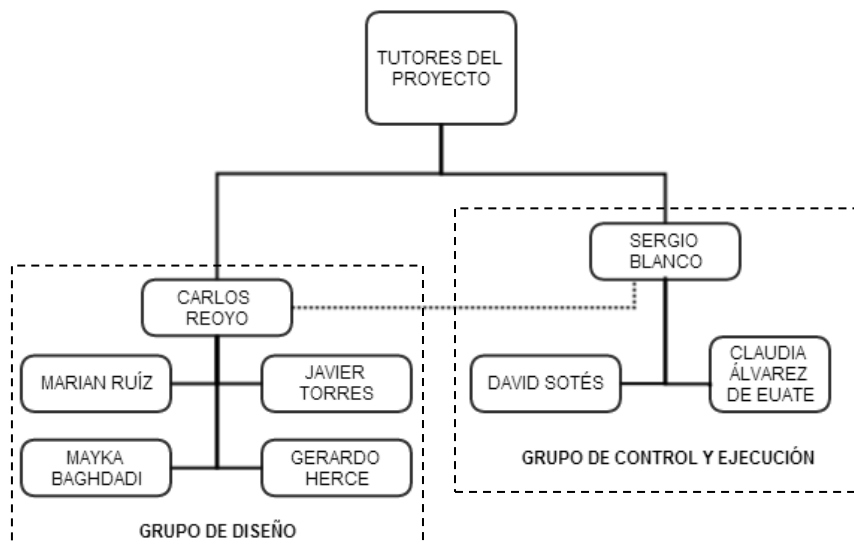 TUTORES DEL
PROYECTO
SERGIO
BLANCO
CARLOS
REOYO
MARIAN RUÍZ
JAVIER
TORRES
DAVID SOTÉS
CLAUDIA
ÁLVAREZ
DE EUATE
MAYKA
BAGHDADI
GERARDO
HERCE
GRUPO DE CONTROL Y EJECUCIÓN
GRUPO DE DISEÑO